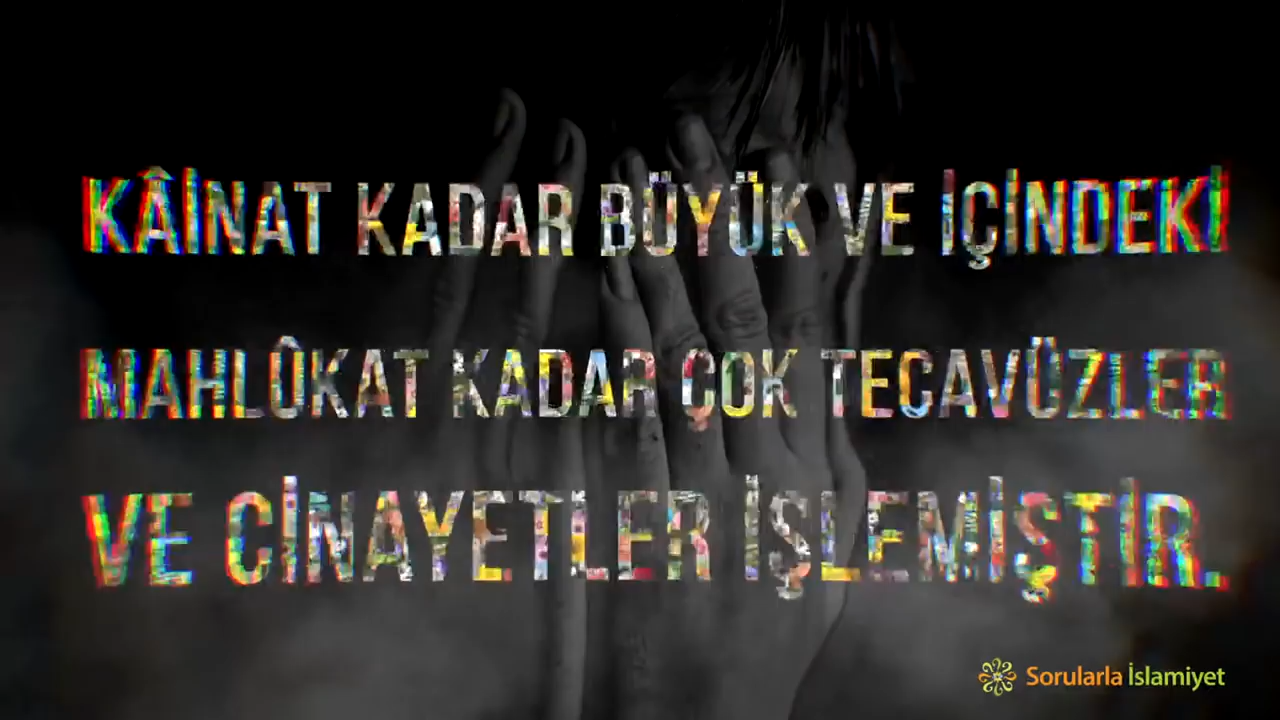 KÂİNAT KADAR BÜYÜK VE İÇİNDEKİ
MAHLÛKAT KADAR ÇOK TECAVÜZLER
VE CİNAYETLER İŞLEMİŞTİR.
Sorularla İslamiyet